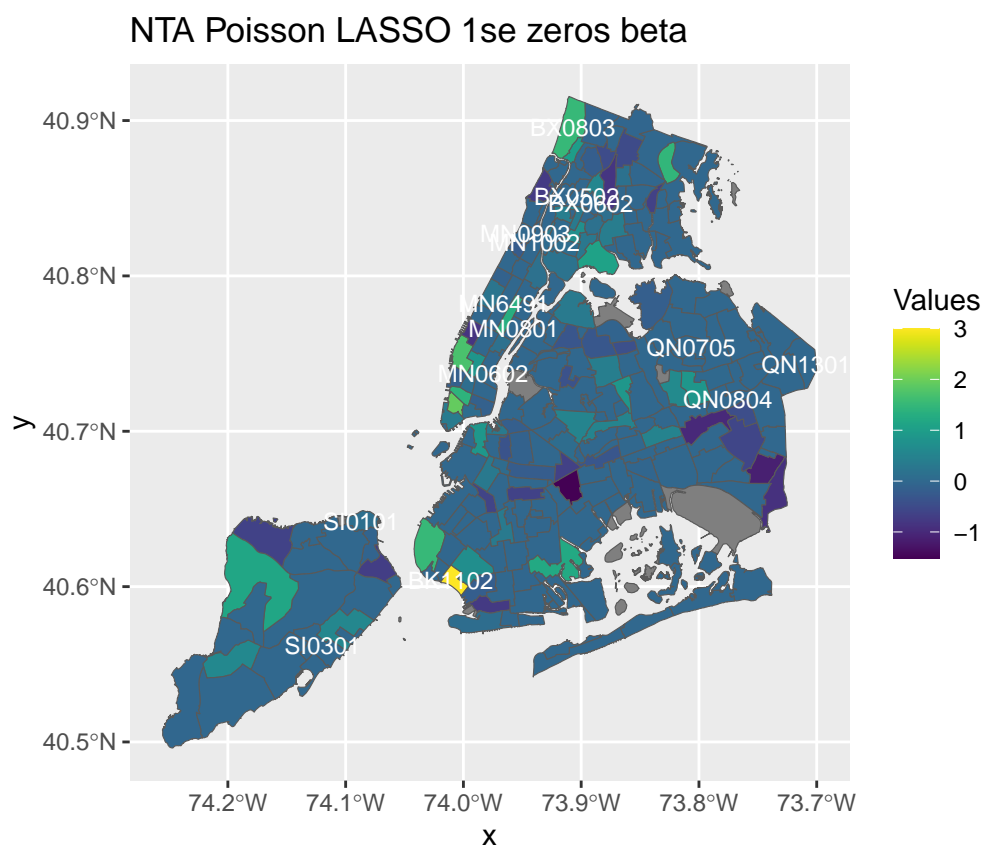 NTA Poisson LASSO 1se zeros beta
40.9°N
40.8°N
40.7°N
40.6°N
40.5°N
y
BX0803
BX0502
BX0602
MN0903
MN1002
MN6491
MN0801
MN0602
QN0705
QN1301
QN0804
SI0101
BK1102
SI0301
74.2°W 74.1°W 74.0°W 73.9°W 73.8°W 73.7°W
x
Values
3
2
1
0
−1